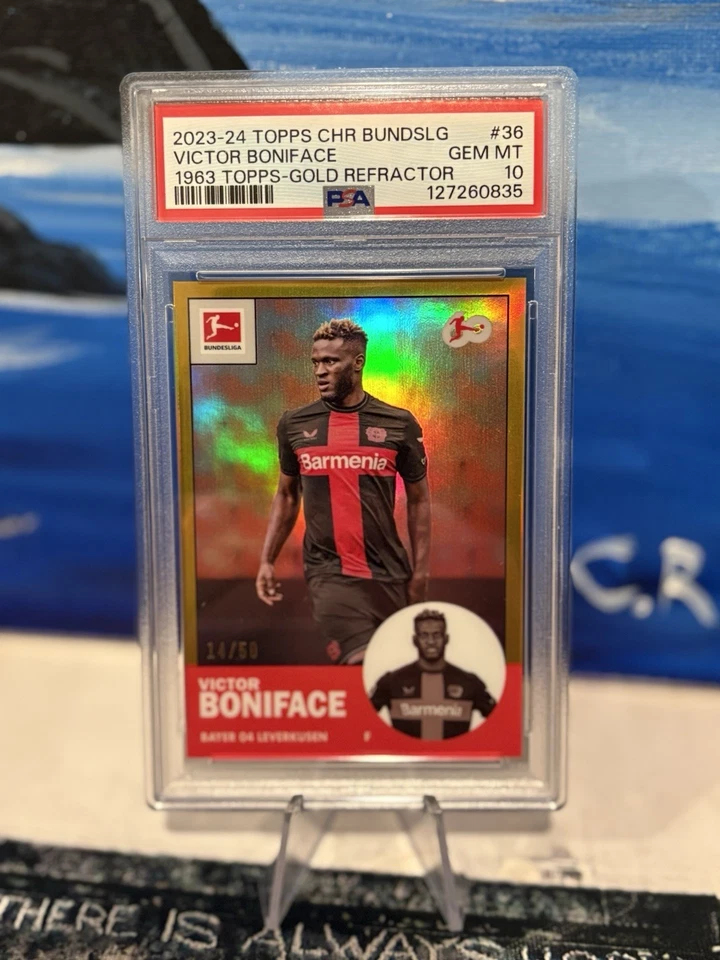 2023-24 TOPPS CHR BUNDSLG #36
VICTOR BONIFACE GEM MT
1963 TOPPS-GOLD REFRACTOR 10
PSA 127260835
BUNDESLIGA
Barmenia
14/50
Barmenia
VICTOR
BONIFACE
BAYER 04 LEVERKUSEN F
C.R
THERE IS ALWAYS